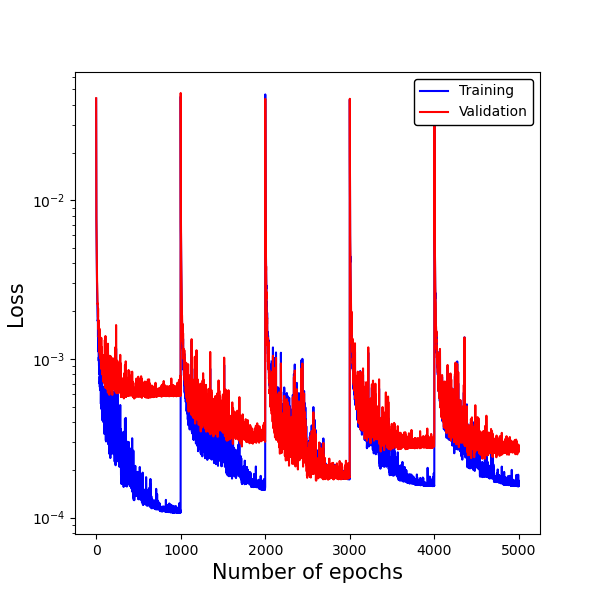 Training
Validation
Loss
10⁻²
10⁻³
10⁻⁴
0 1000 2000 3000 4000 5000
Number of epochs